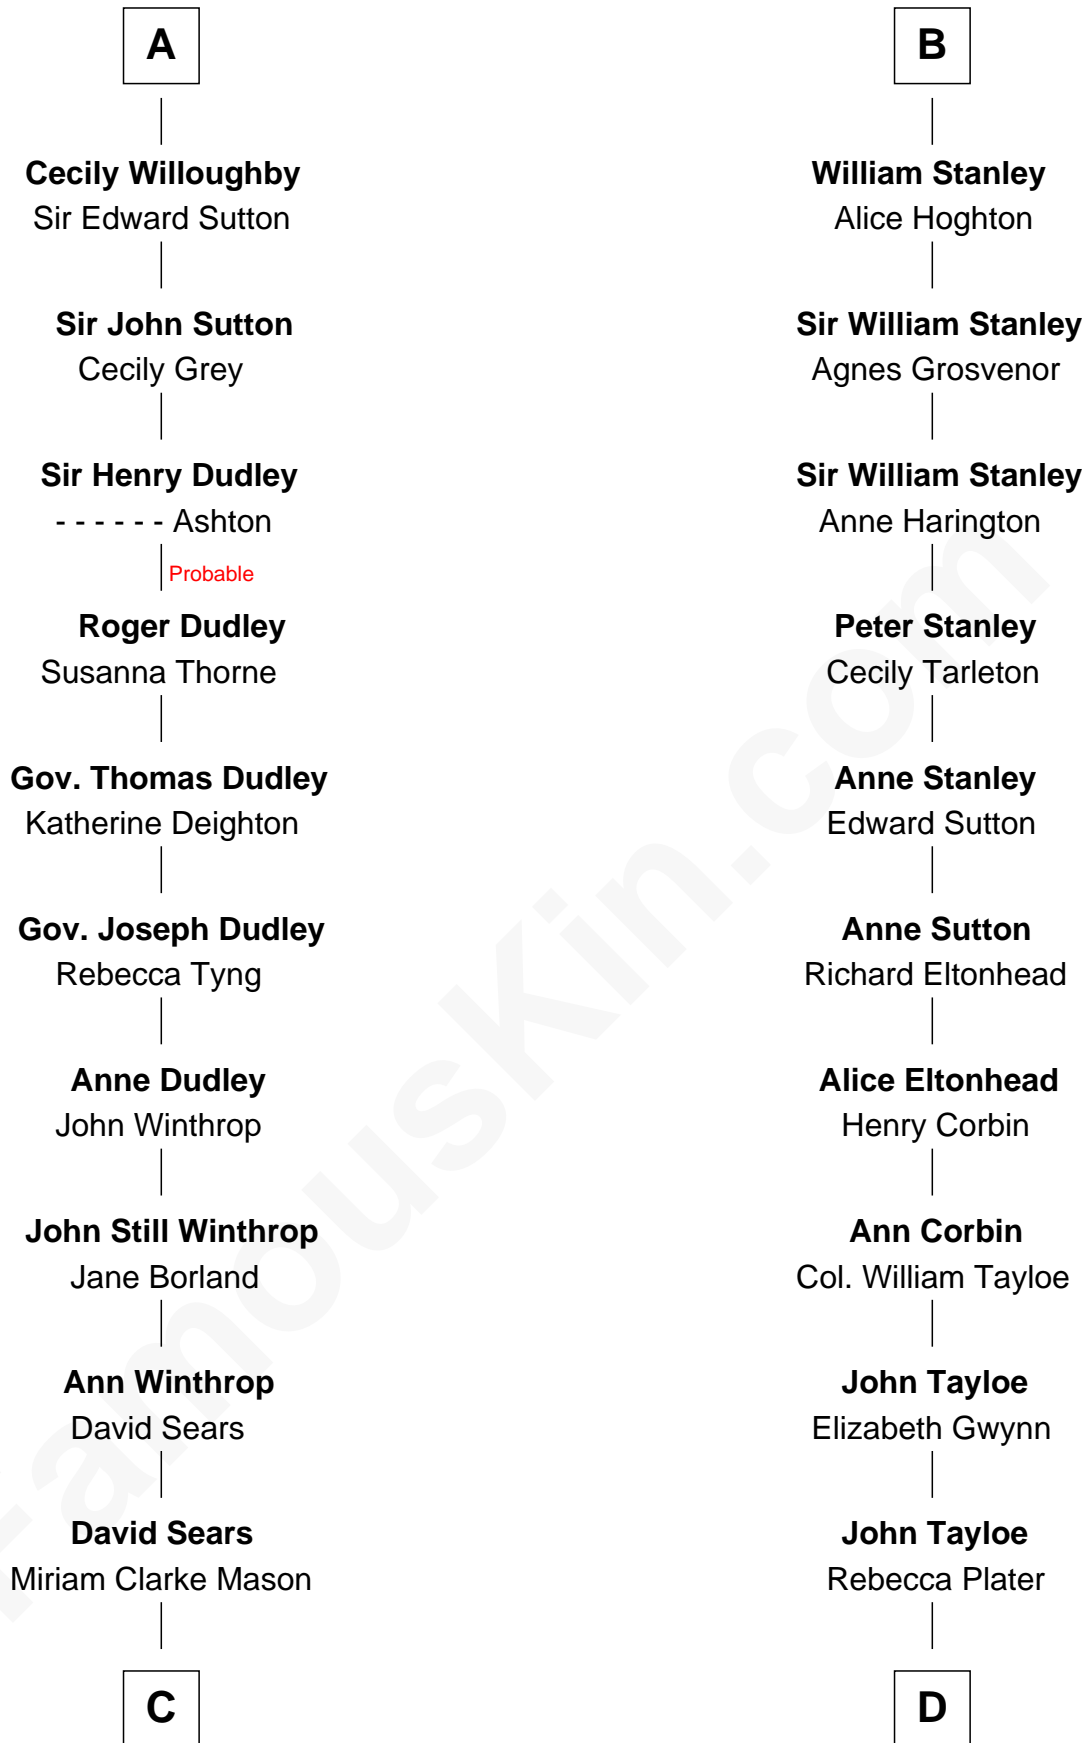 A
Cecily Willoughby
Sir Edward Sutton
Sir John Sutton
Cecily Grey
Sir Henry Dudley
- - - - - - Ashton
Probable
Roger Dudley
Susanna Thorne
Gov. Thomas Dudley
Katherine Deighton
Gov. Joseph Dudley
Rebecca Tyng
Anne Dudley
John Winthrop
John Still Winthrop
Jane Borland
Ann Winthrop
David Sears
David Sears
Miriam Clarke Mason
C
B
William Stanley
Alice Hoghton
Sir William Stanley
Agnes Grosvenor
Sir William Stanley
Anne Harington
Peter Stanley
Cecily Tarleton
Anne Stanley
Edward Sutton
Anne Sutton
Richard Eltonhead
Alice Eltonhead
Henry Corbin
Ann Corbin
Col. William Tayloe
John Tayloe
Elizabeth Gwynn
John Tayloe
Rebecca Plater
D
FamousKin.com